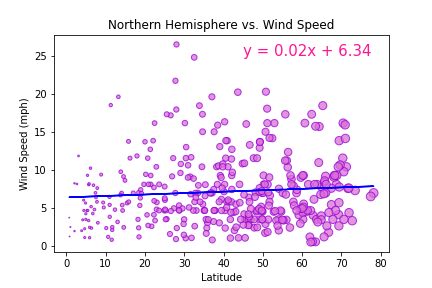 Northern Hemisphere vs. Wind Speed
y = 0.02x + 6.34
Wind Speed (mph)
25
20
15
10
5
0
0 10 20 30 40 50 60 70 80
Latitude